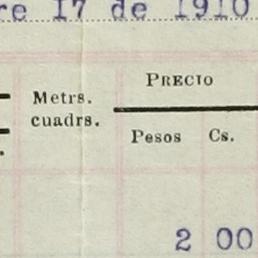 re 17 de 1910
PRECIO
Metrs.
cuadrs.
Pesos Cs.
2 00